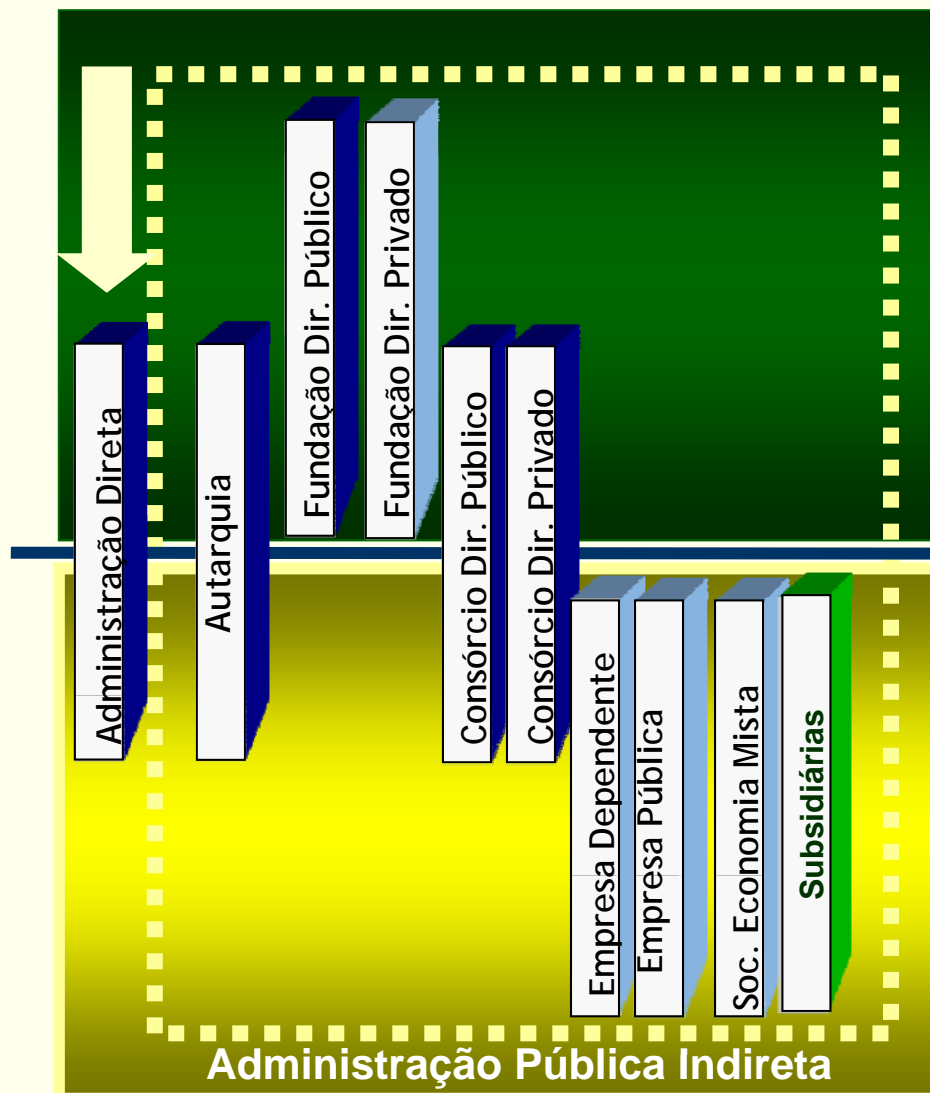 Administração Direta
Autarquia
Fundação Dir. Público
Fundação Dir. Privado
Consórcio Dir. Público
Consórcio Dir. Privado
Empresa Dependente
Empresa Pública
Soc. Economia Mista
Subsidiárias
Administração Pública Indireta